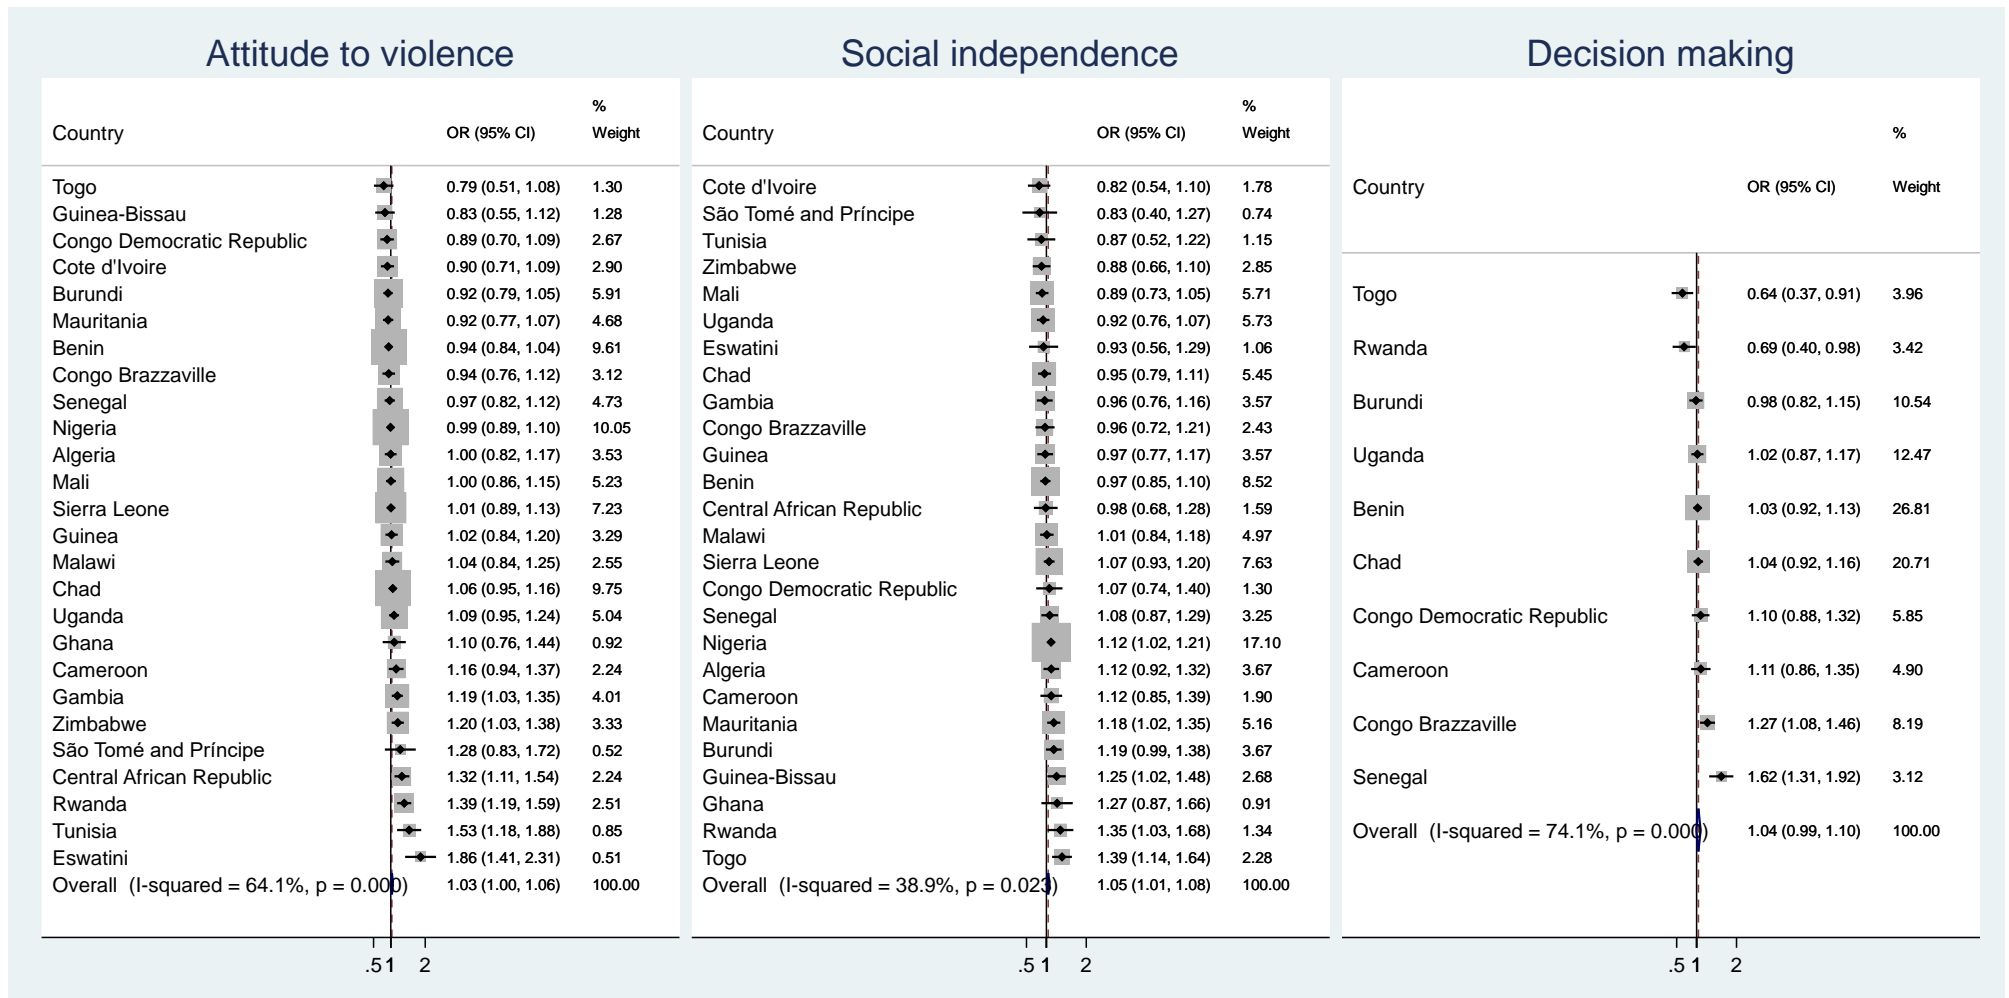 Attitude to violence
%
Country OR (95% CI) Weight
Togo 0.79 (0.51, 1.08) 1.30
Guinea-Bissau 0.83 (0.55, 1.12) 1.28
Congo Democratic Republic 0.89 (0.70, 1.09) 2.67
Cote d'Ivoire 0.90 (0.71, 1.09) 2.90
Burundi 0.92 (0.79, 1.05) 5.91
Mauritania 0.92 (0.77, 1.07) 4.68
Benin 0.94 (0.84, 1.04) 9.61
Congo Brazzaville 0.94 (0.76, 1.12) 3.12
Senegal 0.97 (0.82, 1.12) 4.73
Nigeria 0.99 (0.89, 1.10) 10.05
Algeria 1.00 (0.82, 1.17) 3.53
Mali 1.00 (0.86, 1.15) 5.23
Sierra Leone 1.01 (0.89, 1.13) 7.23
Guinea 1.02 (0.84, 1.20) 3.29
Malawi 1.04 (0.84, 1.25) 2.55
Chad 1.06 (0.95, 1.16) 9.75
Uganda 1.09 (0.95, 1.24) 5.04
Ghana 1.10 (0.76, 1.44) 0.92
Cameroon 1.16 (0.94, 1.37) 2.24
Gambia 1.19 (1.03, 1.35) 4.01
Zimbabwe 1.20 (1.03, 1.38) 3.33
São Tomé and Príncipe 1.28 (0.83, 1.72) 0.52
Central African Republic 1.32 (1.11, 1.54) 2.24
Rwanda 1.39 (1.19, 1.59) 2.51
Tunisia 1.53 (1.18, 1.88) 0.85
Eswatini 1.86 (1.41, 2.31) 0.51
Overall (I-squared = 64.1%, p = 0.000) 1.03 (1.00, 1.06) 100.00
.5 1 2
Social independence
%
Country OR (95% CI) Weight
Cote d'Ivoire 0.82 (0.54, 1.10) 1.78
São Tomé and Príncipe 0.83 (0.40, 1.27) 0.74
Tunisia 0.87 (0.52, 1.22) 1.15
Zimbabwe 0.88 (0.66, 1.10) 2.85
Mali 0.89 (0.73, 1.05) 5.71
Uganda 0.92 (0.76, 1.07) 5.73
Eswatini 0.93 (0.56, 1.29) 1.06
Chad 0.95 (0.79, 1.11) 5.45
Gambia 0.96 (0.76, 1.16) 3.57
Congo Brazzaville 0.96 (0.72, 1.21) 2.43
Guinea 0.97 (0.77, 1.17) 3.57
Benin 0.97 (0.85, 1.10) 8.52
Central African Republic 0.98 (0.68, 1.28) 1.59
Malawi 1.01 (0.84, 1.18) 4.97
Sierra Leone 1.07 (0.93, 1.20) 7.63
Congo Democratic Republic 1.07 (0.74, 1.40) 1.30
Senegal 1.08 (0.87, 1.29) 3.25
Nigeria 1.12 (1.02, 1.21) 17.10
Algeria 1.12 (0.92, 1.32) 3.67
Cameroon 1.12 (0.85, 1.39) 1.90
Mauritania 1.18 (1.02, 1.35) 5.16
Burundi 1.19 (0.99, 1.38) 3.67
Guinea-Bissau 1.25 (1.02, 1.48) 2.68
Ghana 1.27 (0.87, 1.66) 0.91
Rwanda 1.35 (1.03, 1.68) 1.34
Togo 1.39 (1.14, 1.64) 2.28
Overall (I-squared = 38.9%, p = 0.023) 1.05 (1.01, 1.08) 100.00
.5 1 2
Decision making
%
Country OR (95% CI) Weight
Togo 0.64 (0.37, 0.91) 3.96
Rwanda 0.69 (0.40, 0.98) 3.42
Burundi 0.98 (0.82, 1.15) 10.54
Uganda 1.02 (0.87, 1.17) 12.47
Benin 1.03 (0.92, 1.13) 26.81
Chad 1.04 (0.92, 1.16) 20.71
Congo Democratic Republic 1.10 (0.88, 1.32) 5.85
Cameroon 1.11 (0.86, 1.35) 4.90
Congo Brazzaville 1.27 (1.08, 1.46) 8.19
Senegal 1.62 (1.31, 1.92) 3.12
Overall (I-squared = 74.1%, p = 0.000) 1.04 (0.99, 1.10) 100.00
.5 1 2